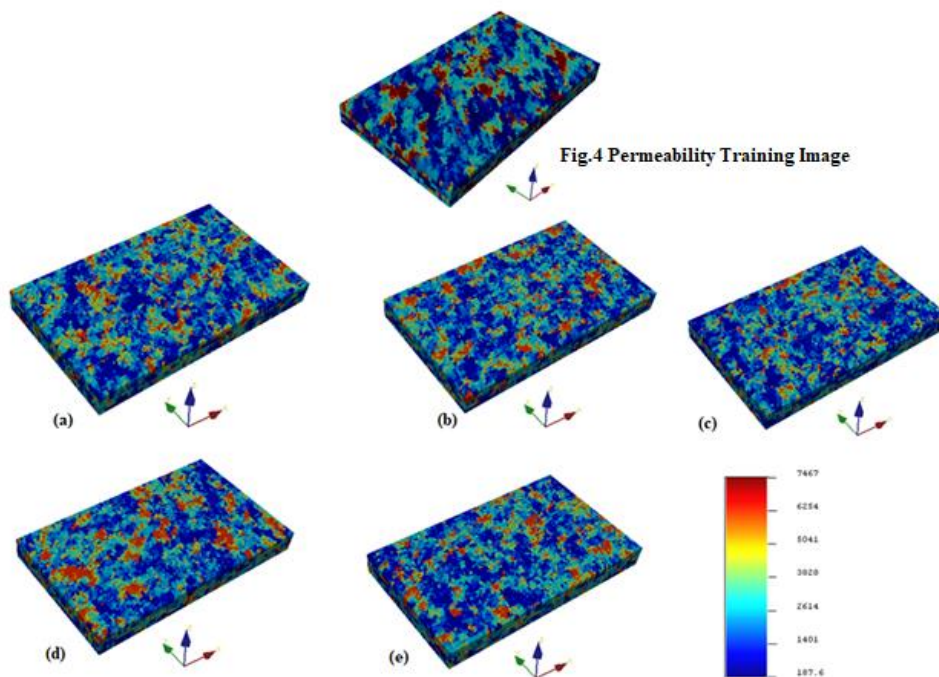 Fig.4 Permeability Training Image
(a)
(b)
(c)
(d)
(e)
7467
6254
5041
3828
2614
1401
187.6